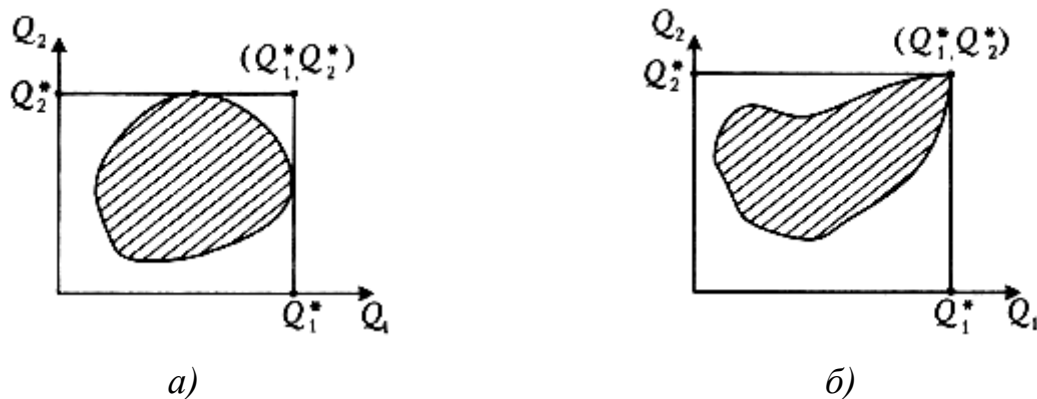 Q₂
(Q₁*, Q₂*)
Q₂*
Q₁*
Q₁
а)
Q₂
(Q₁*, Q₂*)
Q₂*
Q₁*
Q₁
б)